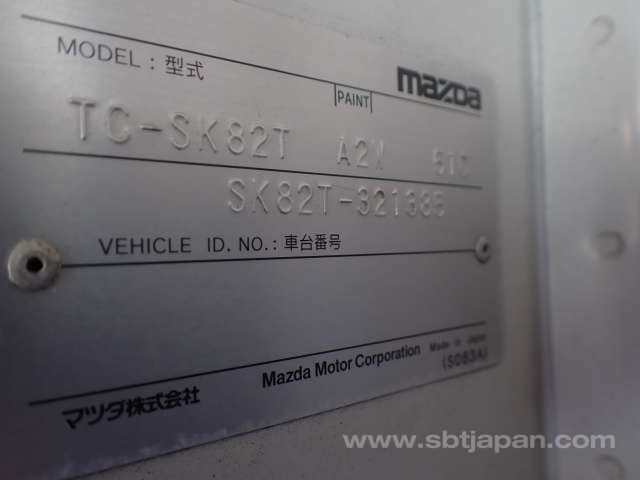 MODEL : 型式
PAINT
mazda
TC-SK82T A2W
SK82T-321385
VEHICLE ID. NO. : 車台番号
マツダ株式会社 Mazda Motor Corporation Made in Japan
(S083A)
www.sbtjapan.com